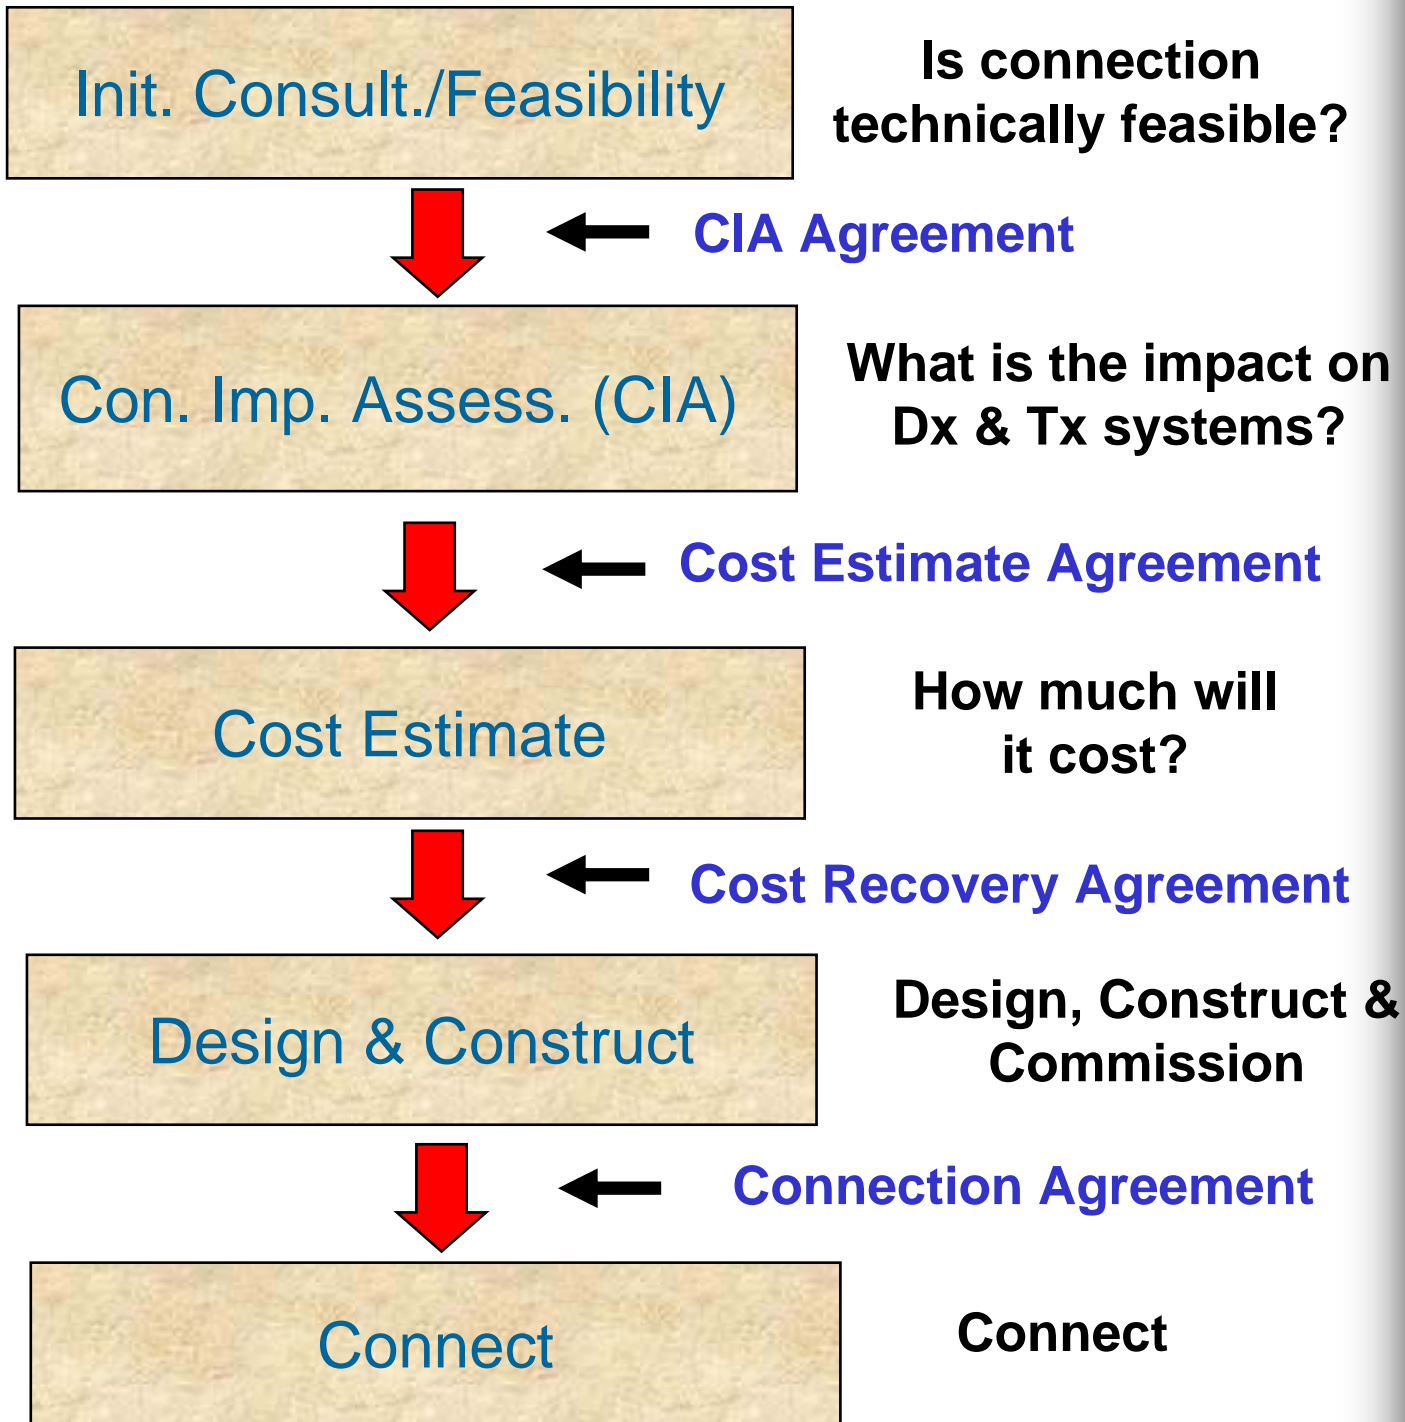 Init. Consult./Feasibility
Is connection
technically feasible?
CIA Agreement
Con. Imp. Assess. (CIA)
What is the impact on
Dx & Tx systems?
Cost Estimate Agreement
Cost Estimate
How much will
it cost?
Cost Recovery Agreement
Design & Construct
Design, Construct &
Commission
Connection Agreement
Connect
Connect